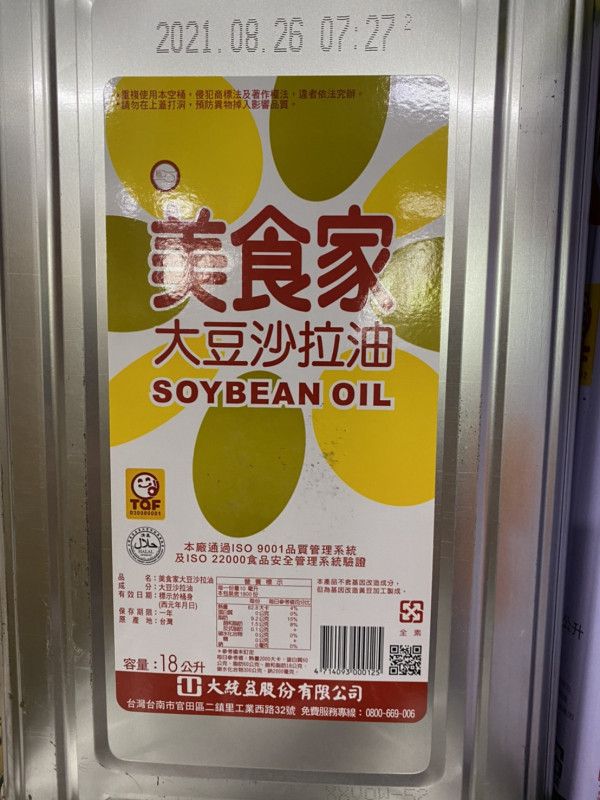 2021.08.26 07:27
重複使用本空桶，侵犯商標法及著作權法，違者依法究辦。
請勿在上蓋打洞，預防異物掉入影響品質。
美食家
大豆沙拉油
SOYBEAN OIL
TQF
HALAL
本廠通過ISO 9001品質管理系統
及ISO 22000食品安全管理系統驗證
品 名：美食家大豆沙拉油
成 分：大豆沙拉油
有效日期：標示於桶身
(西元年月日)
保存期限：一年
原 產 地：台灣
營養標示
本產品不含基因改造成分，
但為基因改造黃豆加工製成。
全 素
4 714093 000125
容量：18公升
大統益股份有限公司
台灣台南市官田區二鎮里工業西路32號 免費服務專線：0800-669-006